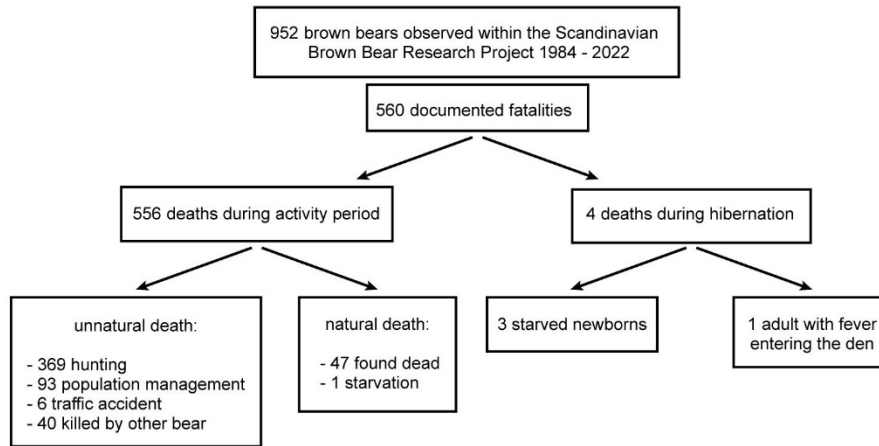 952 brown bears observed within the Scandinavian
Brown Bear Research Project 1984 - 2022
560 documented fatalities
556 deaths during activity period
4 deaths during hibernation
unnatural death:
- 369 hunting
- 93 population management
- 6 traffic accident
- 40 killed by other bear
natural death:
- 47 found dead
- 1 starvation
3 starved newborns
1 adult with fever
entering the den